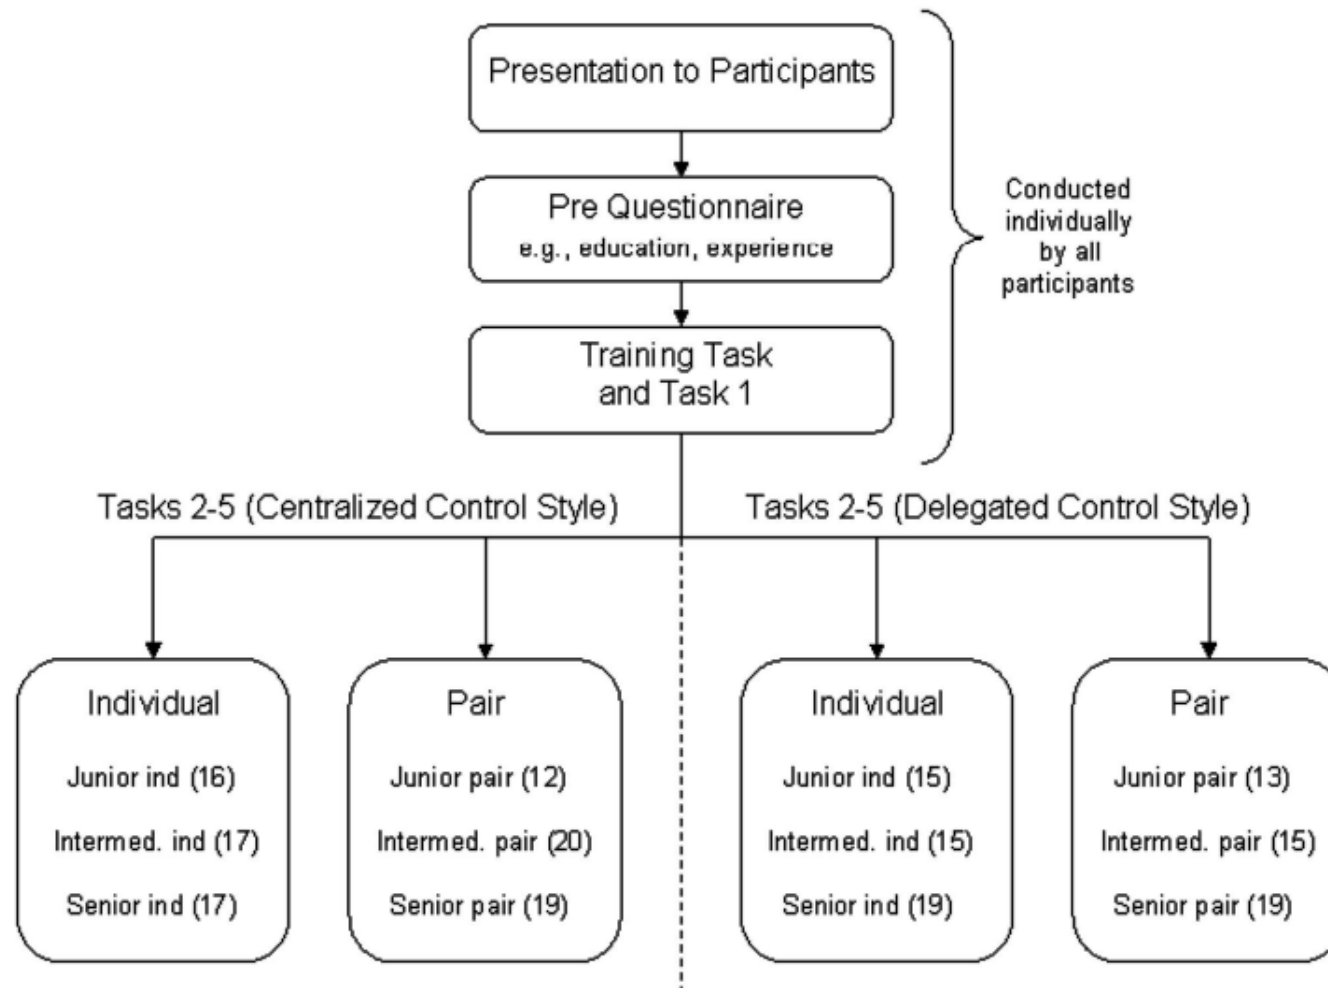 Presentation to Participants
Pre Questionnaire
e.g., education, experience
Training Task
and Task 1
Conducted
individually
by all
participants
Tasks 2-5 (Centralized Control Style)
Tasks 2-5 (Delegated Control Style)
Individual
Junior ind (16)
Intermed. ind (17)
Senior ind (17)
Pair
Junior pair (12)
Intermed. pair (20)
Senior pair (19)
Individual
Junior ind (15)
Intermed. ind (15)
Senior ind (19)
Pair
Junior pair (13)
Intermed. pair (15)
Senior pair (19)